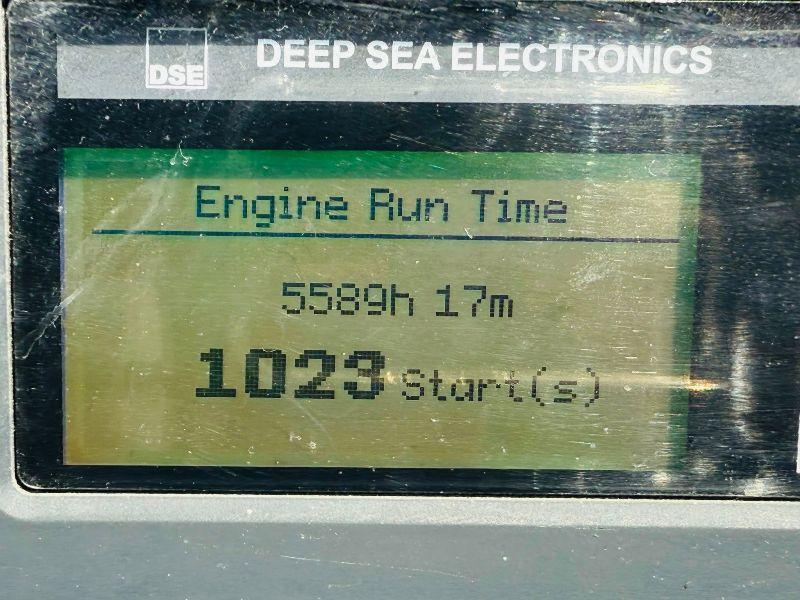 DSE
DEEP SEA ELECTRONICS
Engine Run Time
5589h 17m
1023 Start(s)